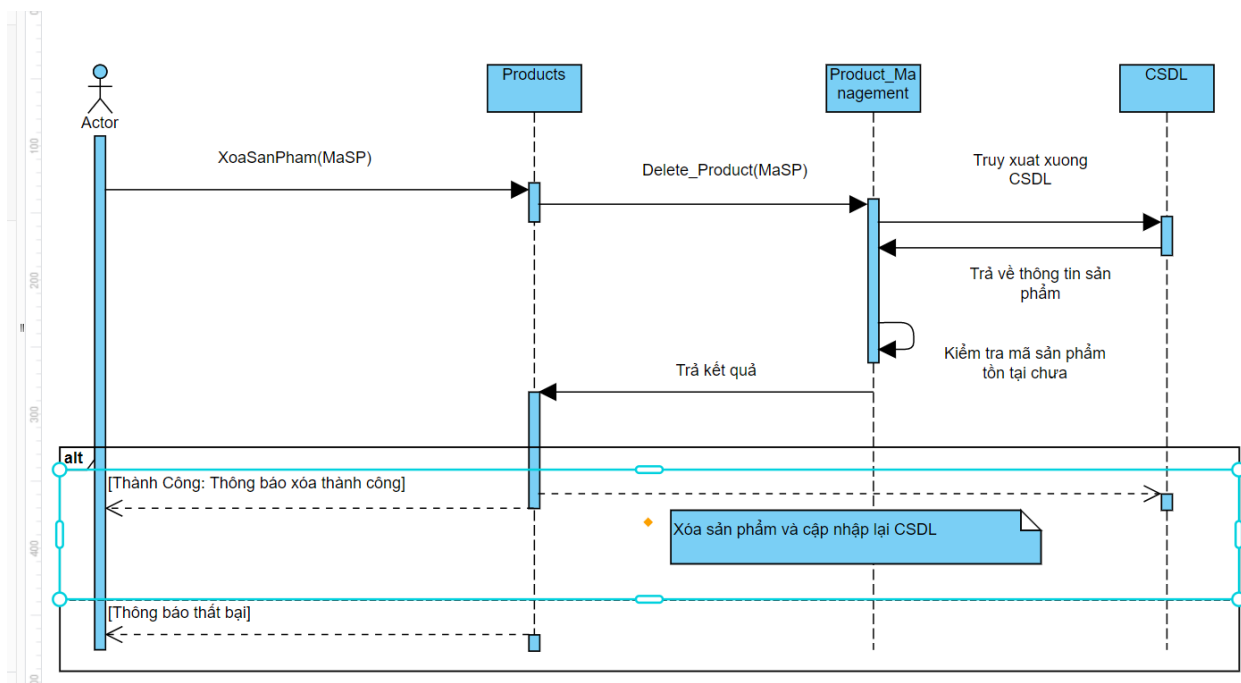 Products
Product_Ma
nagement
CSDL
Actor
100
XoaSanPham(MaSP)
Delete_Product(MaSP)
Truy xuat xuong
CSDL
200
Trả về thông tin sản
phẩm
Kiểm tra mã sản phẩm
tồn tại chưa
Trả kết quả
300
alt
[Thành Công: Thông báo xóa thành công]
Xóa sản phẩm và cập nhập lại CSDL
400
[Thông báo thất bại]